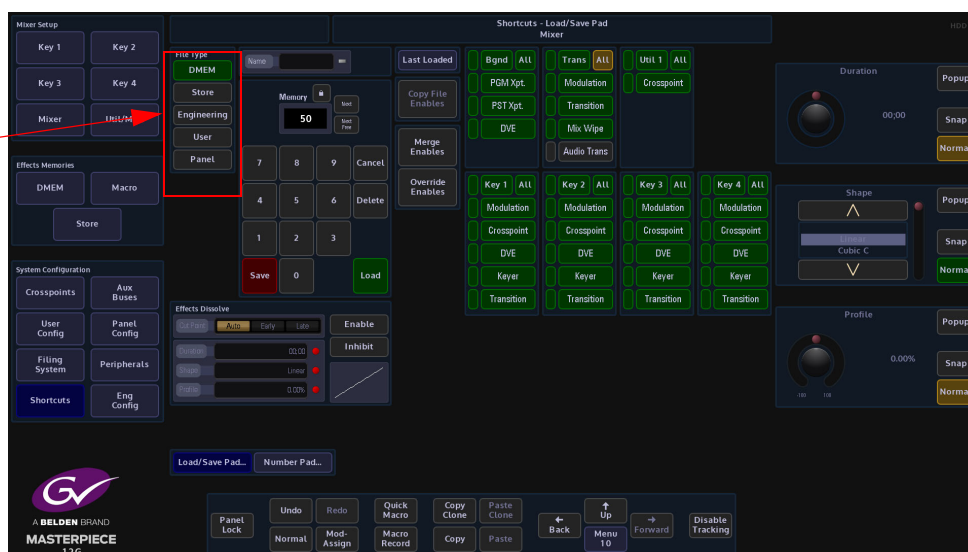 Mixer Setup
Key 1
Key 2
Key 3
Key 4
Mixer
Effects Memories
DMEM
Macro
Store
System Configuration
Crosspoints
Aux
Buses
User
Config
Panel
Config
Filing
System
Peripherals
Shortcuts
Eng
Config
GV
A BELDEN BRAND
MASTERPIECE
Shortcuts - Load/Save Pad
Mixer
File Type
DMEM
Store
Engineering
User
Panel
Name
Memory
Next
50
Next
Free
7
8
9
Cancel
4
5
6
Delete
1
2
3
Save
0
Load
Effects Dissolve
Cut Point
Auto
Early
Late
Enable
Duration
00:00
Inhibit
Shape
Linear
Profile
0.00%
Load/Save Pad...
Number Pad...
Last Loaded
Copy File
Enables
Merge
Enables
Override
Enables
Bgnd
All
PGM Xpt.
PST Xpt.
DVE
Trans
All
Modulation
Transition
Mix Wipe
Audio Trans
Util 1
All
Crosspoint
Key 1
All
Modulation
Crosspoint
DVE
Keyer
Transition
Key 2
All
Modulation
Crosspoint
DVE
Keyer
Transition
Key 3
All
Modulation
Crosspoint
DVE
Keyer
Transition
Key 4
All
Modulation
Crosspoint
DVE
Keyer
Transition
Duration
00;00
Popup
Snap
Norma
Shape
Linear
Cubic C
Popup
Snap
Norma
Profile
0.00%
Popup
Snap
Norma
Panel
Lock
Undo
Redo
Normal
Mod-
Assign
Quick
Macro
Macro
Record
Copy
Clone
Paste
Clone
Copy
Paste
Back
Up
Menu
10
Forward
Disable
Tracking